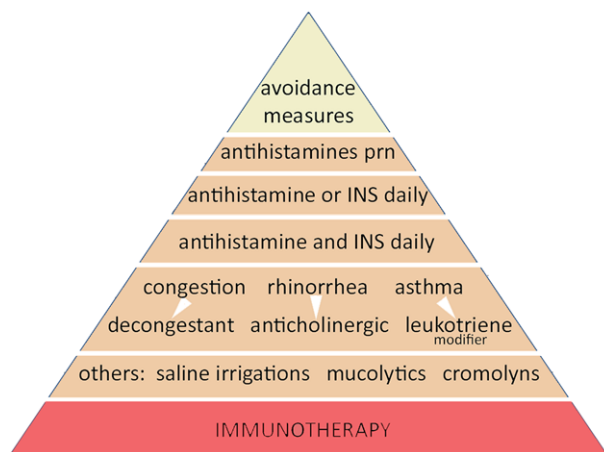 avoidance
measures
antihistamines prn
antihistamine or INS daily
antihistamine and INS daily
congestion rhinorrhea asthma
decongestant anticholinergic leukotriene
modifier
others: saline irrigations mucolytics cromolyns
IMMUNOTHERAPY